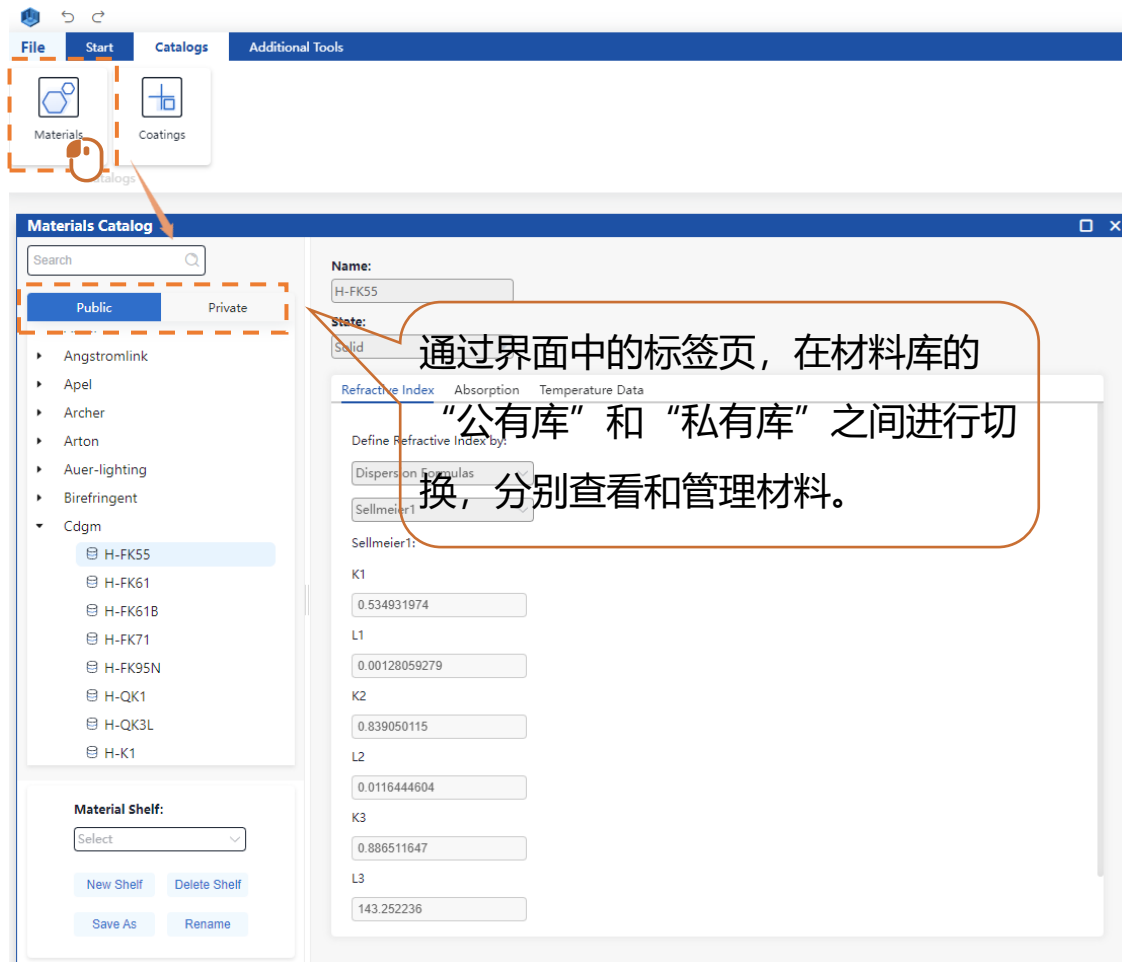 File
Start
Catalogs
Additional Tools
Materials
Coatings
Catalogs
Materials Catalog
Search
Public
Private
Angstromlink
Apel
Archer
Arton
Auer-lighting
Birefringent
Cdgm
H-FK55
H-FK61
H-FK61B
H-FK71
H-FK95N
H-QK1
H-QK3L
H-K1
Material Shelf:
Select
New Shelf
Delete Shelf
Save As
Rename
Name:
H-FK55
State:
Solid
通过界面中的标签页，在材料库的
“公有库”和“私有库”之间进行切
换，分别查看和管理材料。
Refractive Index
Absorption
Temperature Data
Define Refractive Index by:
Dispersion Formulas
Sellmeier1
Sellmeier1:
K1
0.534931974
L1
0.00128059279
K2
0.839050115
L2
0.0116444604
K3
0.886511647
L3
143.252236